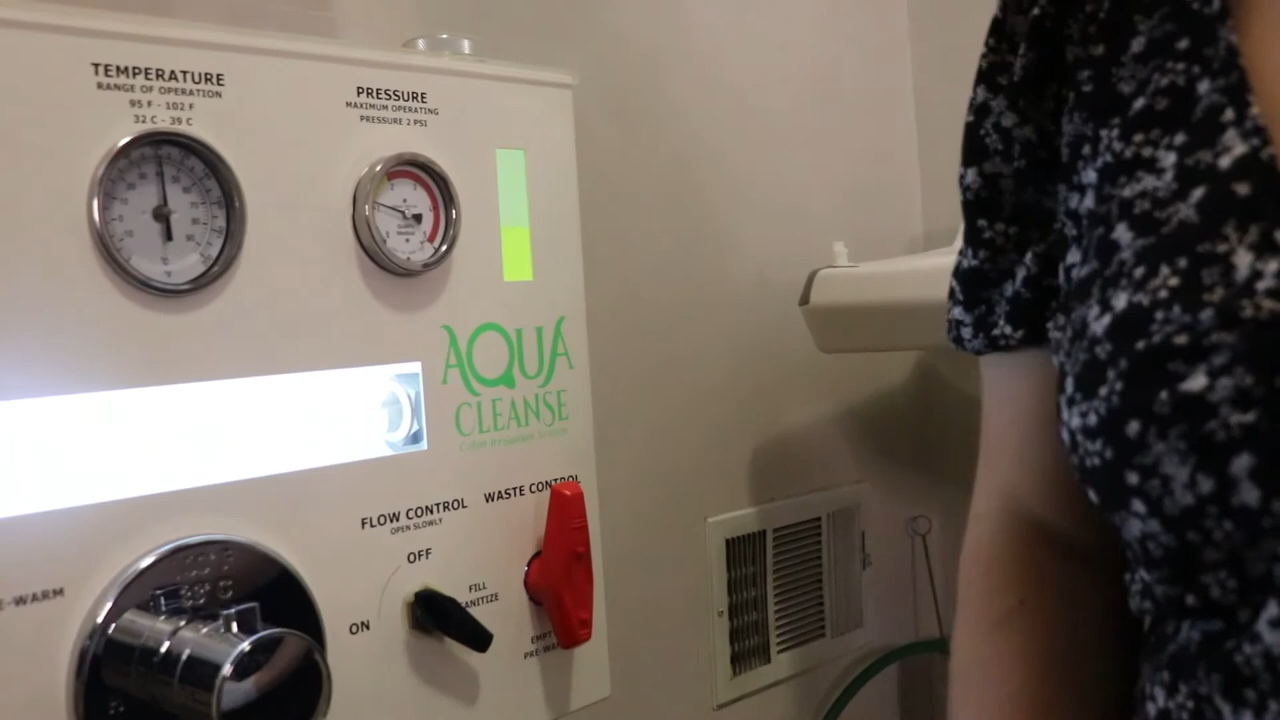 TEMPERATURE
RANGE OF OPERATION
95 F - 102 F
32 C - 39 C
PRESSURE
MAXIMUM OPERATING
PRESSURE 2 PSI
AQUA
CLEANSE
FLOW CONTROL
OPEN SLOWLY
WASTE CONTROL
OFF
ON
FILL
E-WARM